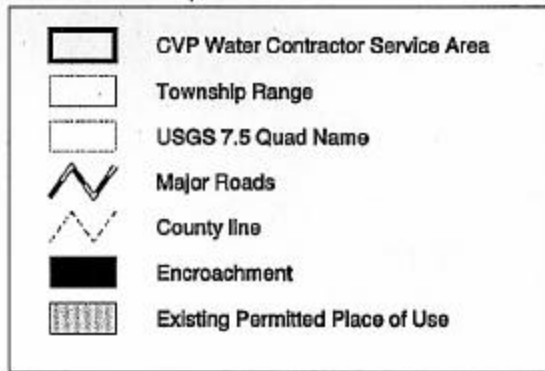 CVP Water Contractor Service Area
Township Range
USGS 7.5 Quad Name
Major Roads
County line
Encroachment
Existing Permitted Place of Use